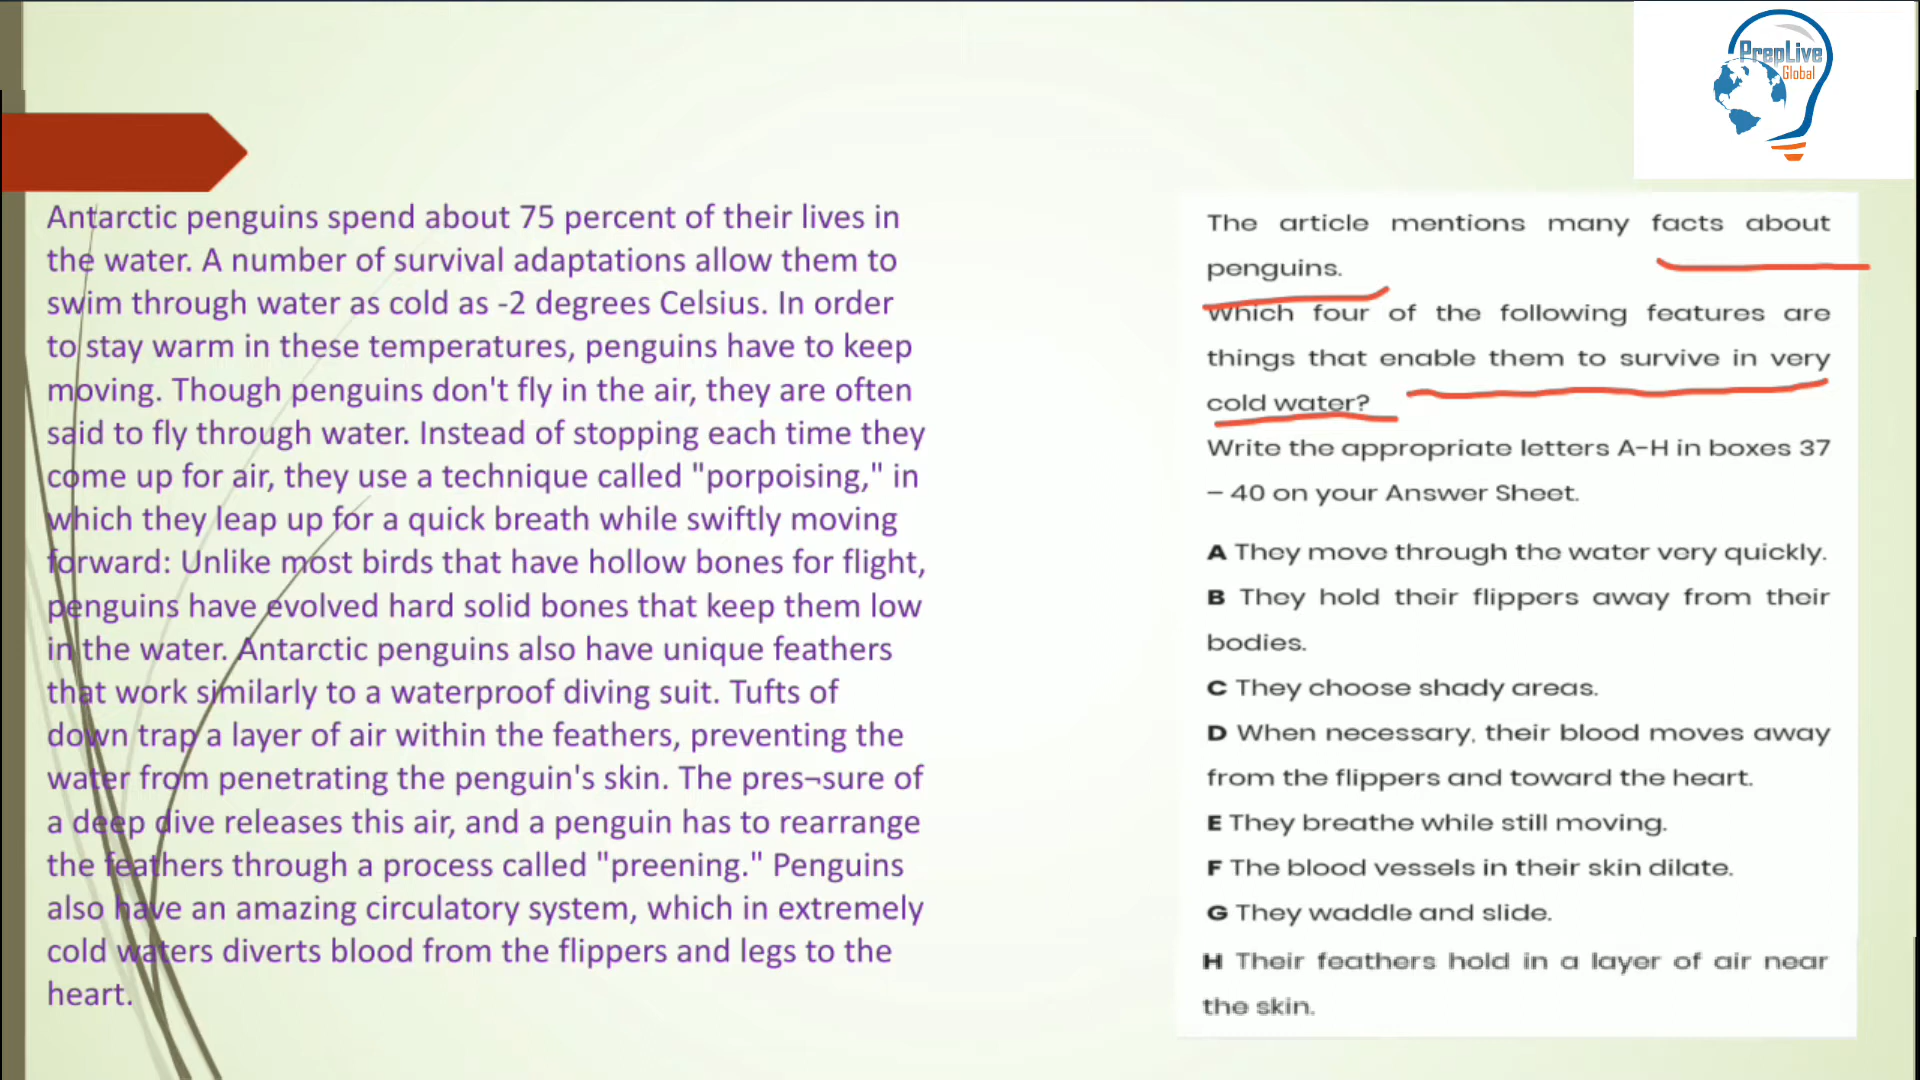 PrepLive
Global
Antarctic penguins spend about 75 percent of their lives in
the water. A number of survival adaptations allow them to
swim through water as cold as -2 degrees Celsius. In order
to stay warm in these temperatures, penguins have to keep
moving. Though penguins don't fly in the air, they are often
said to fly through water. Instead of stopping each time they
come up for air, they use a technique called "porpoising," in
which they leap up for a quick breath while swiftly moving
forward: Unlike most birds that have hollow bones for flight,
penguins have evolved hard solid bones that keep them low
in the water. Antarctic penguins also have unique feathers
that work similarly to a waterproof diving suit. Tufts of
down trap a layer of air within the feathers, preventing the
water from penetrating the penguin's skin. The pres¬sure of
a deep dive releases this air, and a penguin has to rearrange
the feathers through a process called "preening." Penguins
also have an amazing circulatory system, which in extremely
cold waters diverts blood from the flippers and legs to the
heart.
The article mentions many facts about
penguins.
Which four of the following features are
things that enable them to survive in very
cold water?
Write the appropriate letters A-H in boxes 37
– 40 on your Answer Sheet.
A They move through the water very quickly.
B They hold their flippers away from their
bodies.
C They choose shady areas.
D When necessary, their blood moves away
from the flippers and toward the heart.
E They breathe while still moving.
F The blood vessels in their skin dilate.
G They waddle and slide.
H Their feathers hold in a layer of air near
the skin.